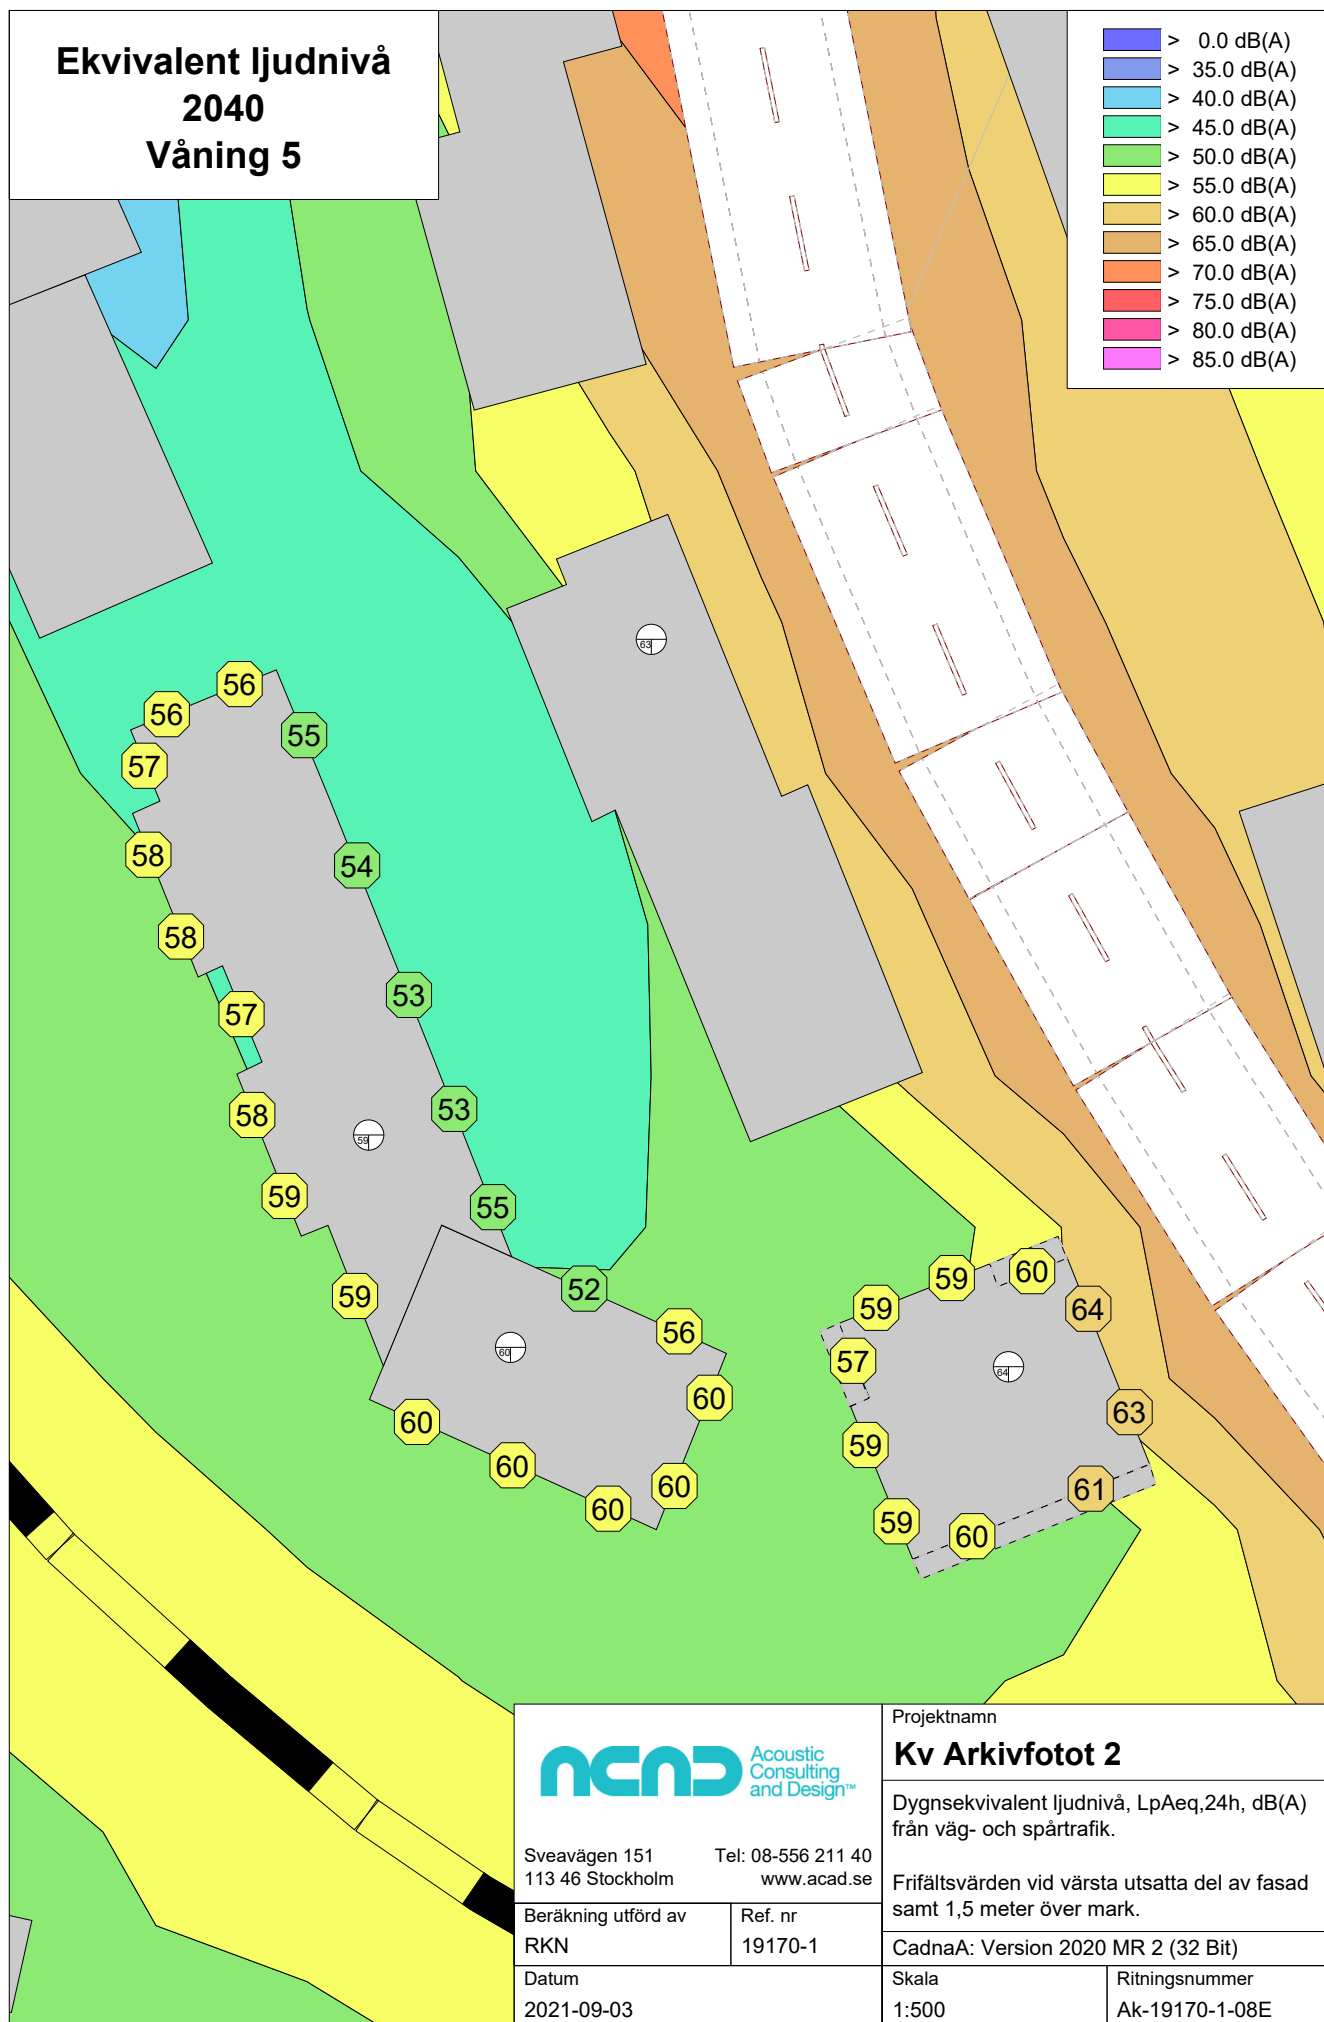 Ekvivalent ljudnivå
2040
Våning 5
> 0.0 dB(A)
> 35.0 dB(A)
> 40.0 dB(A)
> 45.0 dB(A)
> 50.0 dB(A)
> 55.0 dB(A)
> 60.0 dB(A)
> 65.0 dB(A)
> 70.0 dB(A)
> 75.0 dB(A)
> 80.0 dB(A)
> 85.0 dB(A)
63
56
56
55
57
58
54
58
53
57
53
58
59
59
55
59
52
56
60
60
60
60
60
60
59
59
60
64
57
64
63
59
61
59
60
acad Acoustic
Consulting
and Design™
Sveavägen 151
113 46 Stockholm
Tel: 08-556 211 40
www.acad.se
Beräkning utförd av
RKN
Ref. nr
19170-1
Datum
2021-09-03
Projektnamn
Kv Arkivfotot 2
Dygnsekvivalent ljudnivå, LpAeq,24h, dB(A)
från väg- och spårtrafik.
Frifältsvärden vid värsta utsatta del av fasad
samt 1,5 meter över mark.
CadnaA: Version 2020 MR 2 (32 Bit)
Skala
1:500
Ritningsnummer
Ak-19170-1-08E